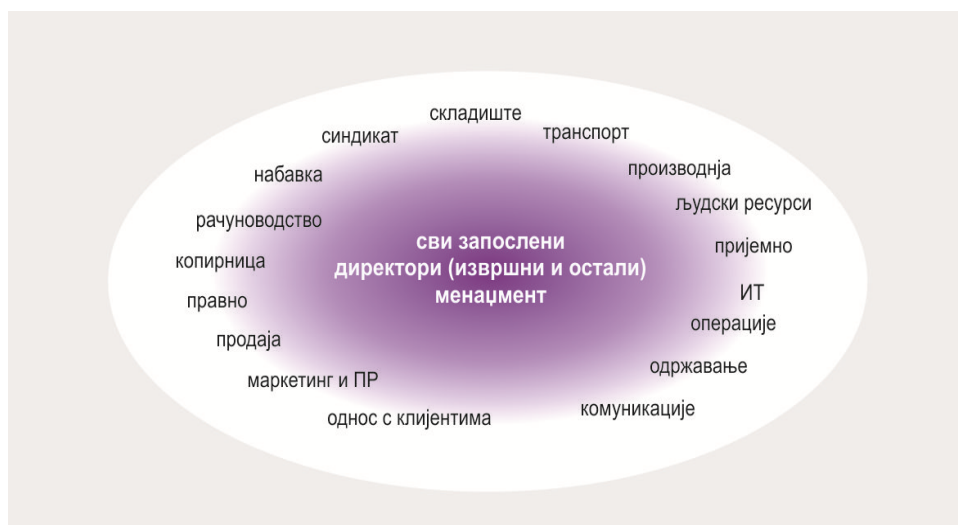 складиште
синдикат
транспорт
набавка
производња
људски ресурси
рачуноводство
пријемно
сви запослени
директори (извршни и остали)
менаџмент
копирница
ИТ
правно
операције
продаја
одржавање
маркетинг и ПР
комуникације
однос с клијентима